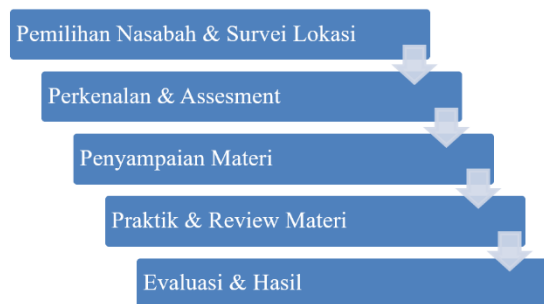 Pemilihan Nasabah & Survei Lokasi
Perkenalan & Assesment
Penyampaian Materi
Praktik & Review Materi
Evaluasi & Hasil